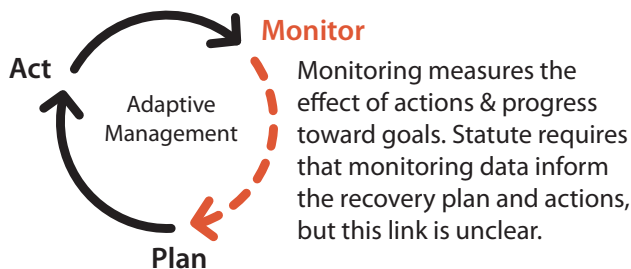 Monitor
Act
Adaptive
Management
Monitoring measures the
effect of actions & progress
toward goals. Statute requires
that monitoring data inform
the recovery plan and actions,
but this link is unclear.
Plan